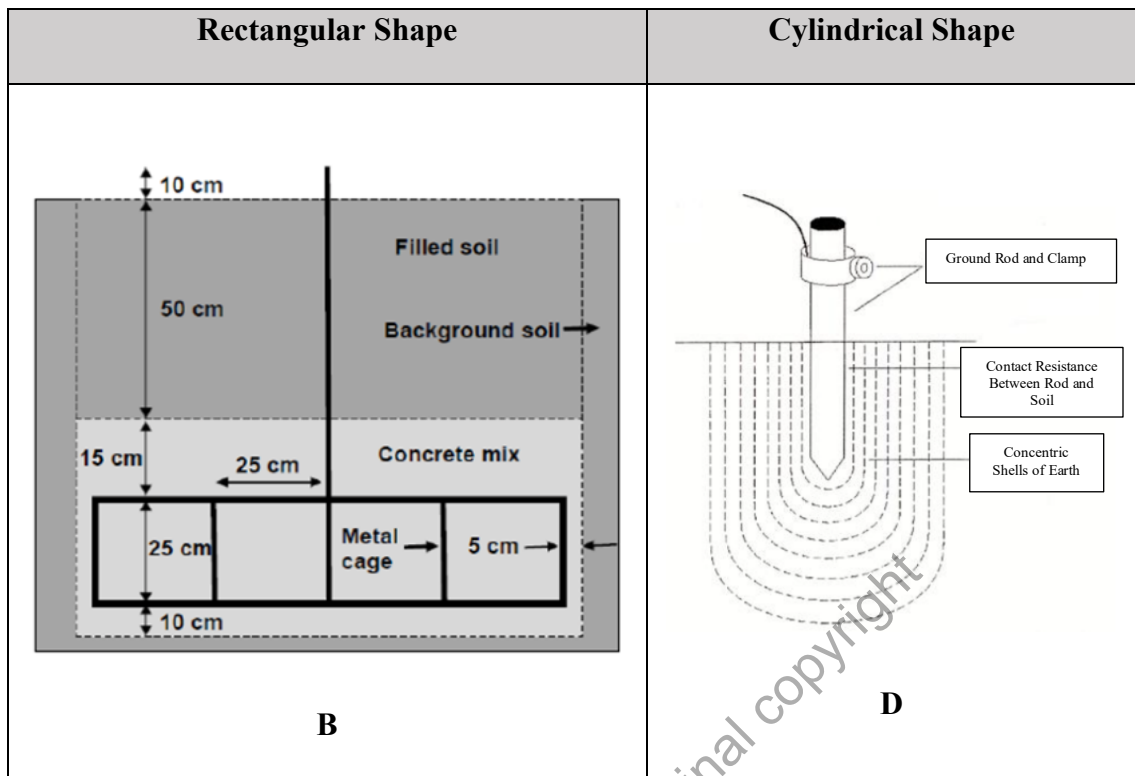 Rectangular Shape
Cylindrical Shape
10 cm
Filled soil
50 cm
Background soil
15 cm
25 cm
Concrete mix
25 cm
Metal
cage
5 cm
10 cm
B
Ground Rod and Clamp
Contact Resistance
Between Rod and
Soil
Concentric
Shells of Earth
D
copyright